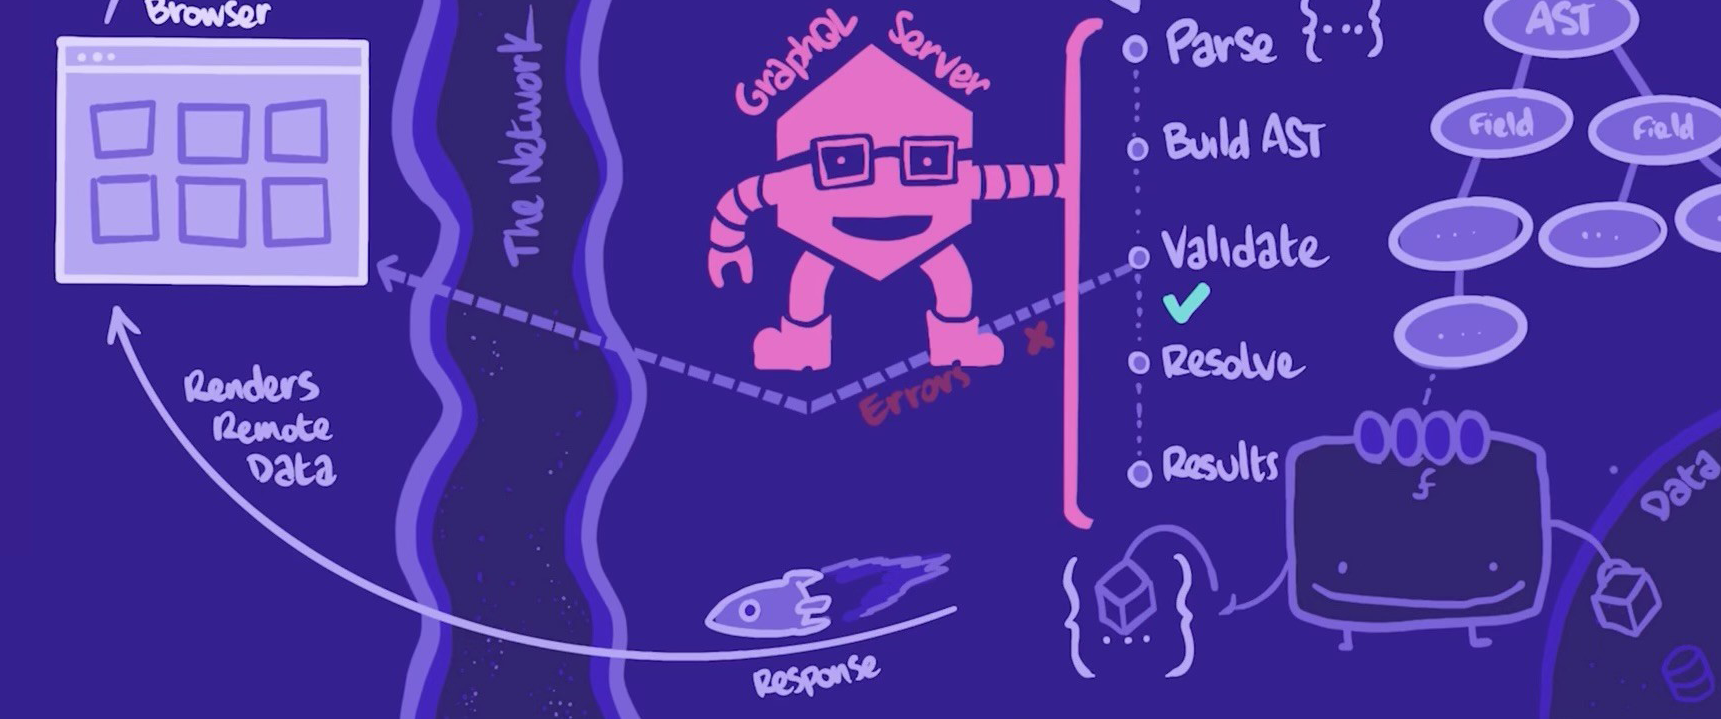 Browser
The Network
GraphQL Server
Parse {...}
Build AST
Validate
Resolve
Results
AST
Field
Field
...
...
...
Errors
Renders
Remote
Data
Response
{...}
f
Data